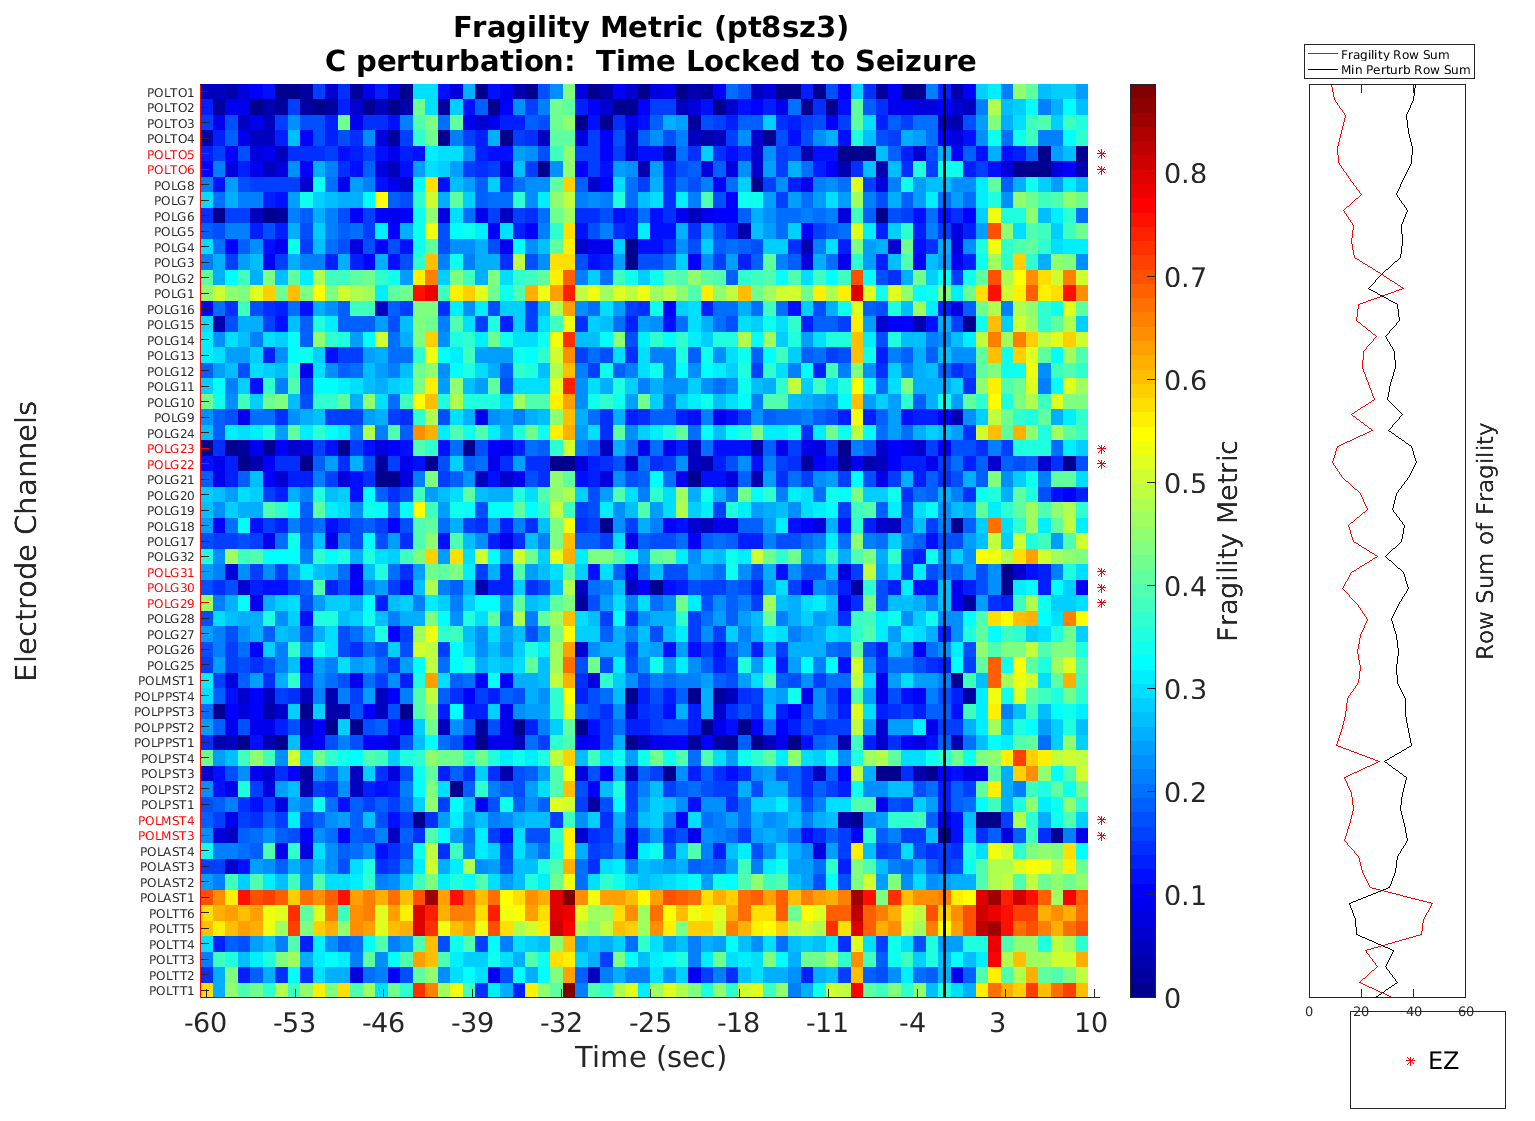 Fragility Metric (pt8sz3)
C perturbation:  Time Locked to Seizure
Electrode Channels
POLTO1
POLTO2
POLTO3
POLTO4
POLTO5
POLTO6
POLG8
POLG7
POLG6
POLG5
POLG4
POLG3
POLG2
POLG1
POLG16
POLG15
POLG14
POLG13
POLG12
POLG11
POLG10
POLG9
POLG24
POLG23
POLG22
POLG21
POLG20
POLG19
POLG18
POLG17
POLG32
POLG31
POLG30
POLG29
POLG28
POLG27
POLG26
POLG25
POLMST1
POLPPST4
POLPPST3
POLPPST2
POLPPST1
POLPST4
POLPST3
POLPST2
POLPST1
POLMST4
POLMST3
POLAST4
POLAST3
POLAST2
POLAST1
POLTT6
POLTT5
POLTT4
POLTT3
POLTT2
POLTT1
-60 -53 -46 -39 -32 -25 -18 -11 -4 3 10
Time (sec)
0.8
0.7
0.6
0.5
0.4
0.3
0.2
0.1
0
Fragility Metric
Fragility Row Sum
Min Perturb Row Sum
0 20 40 60
Row Sum of Fragility
EZ